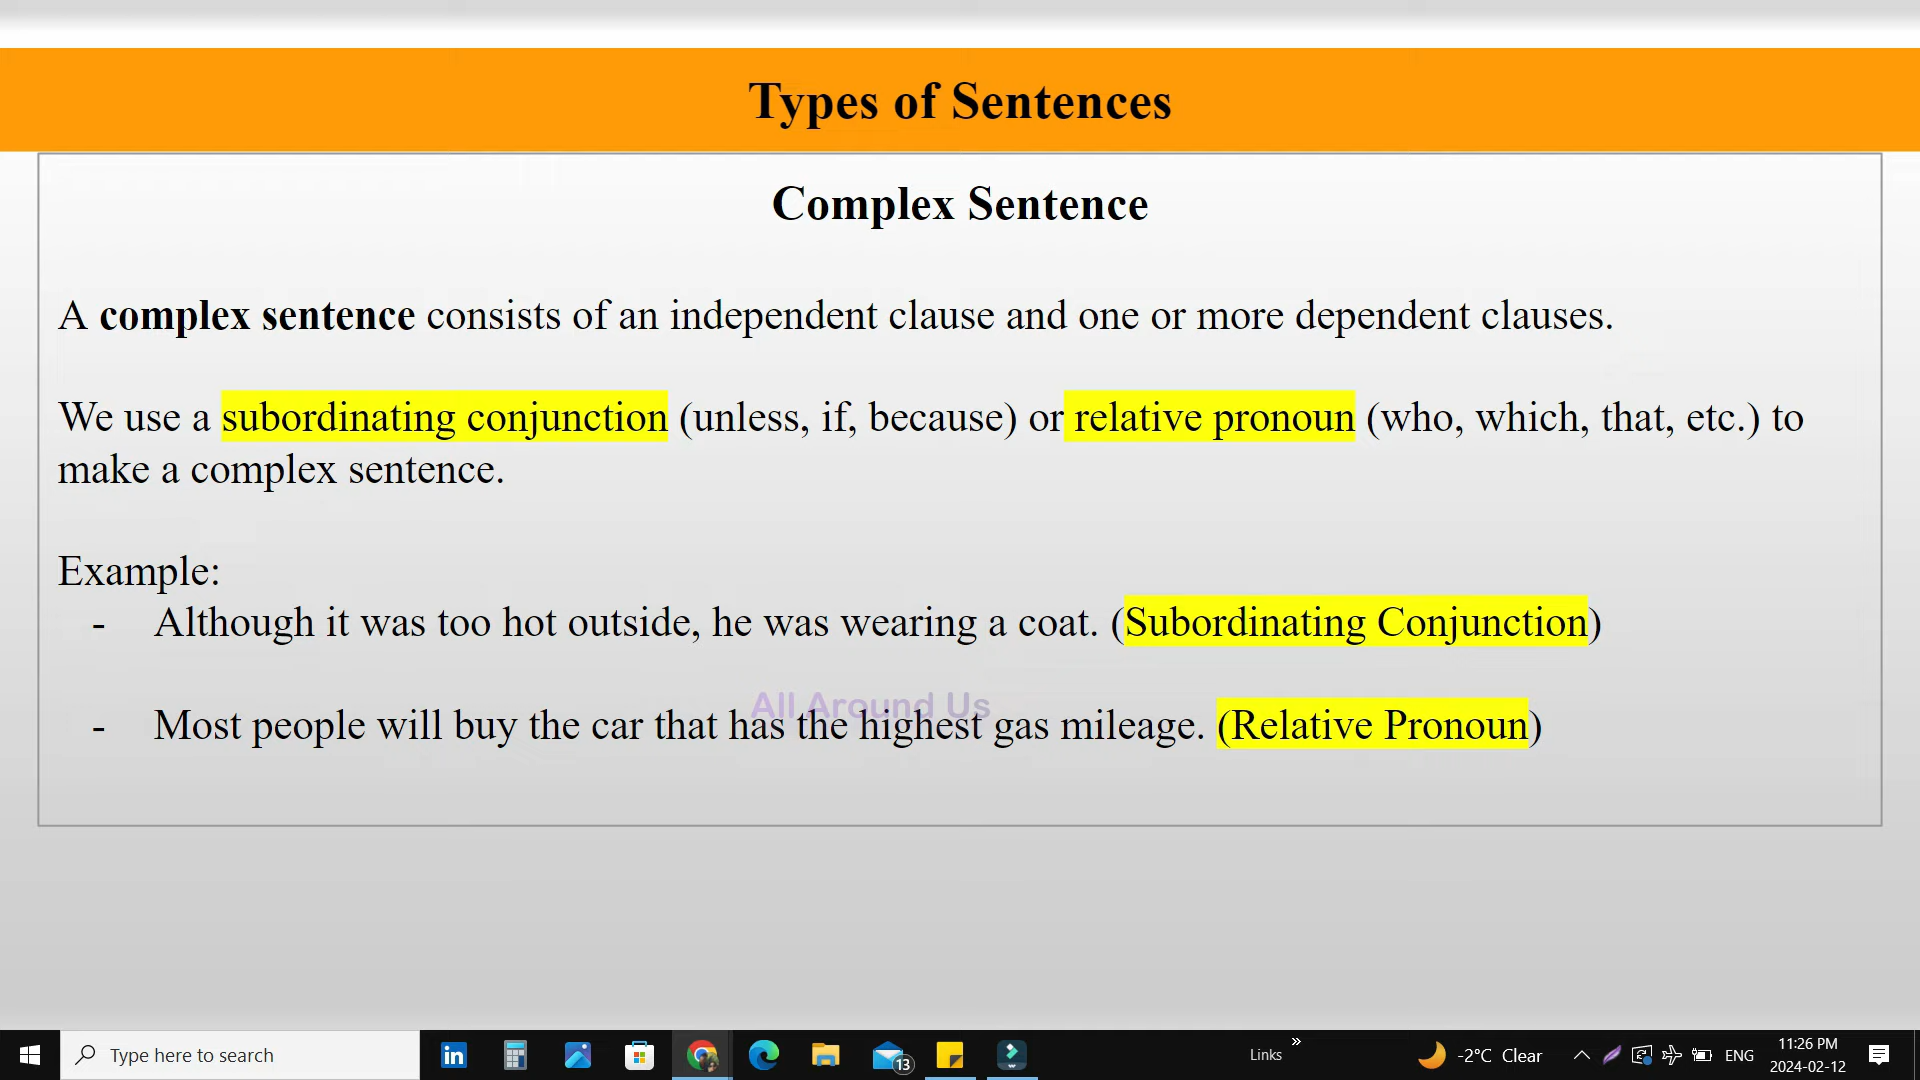 Types of Sentences
Complex Sentence
A complex sentence consists of an independent clause and one or more dependent clauses.
We use a subordinating conjunction (unless, if, because) or relative pronoun (who, which, that, etc.) to
make a complex sentence.
Example:
- Although it was too hot outside, he was wearing a coat. (Subordinating Conjunction)
All Around Us
- Most people will buy the car that has the highest gas mileage. (Relative Pronoun)
Type here to search
in
13
Links »
-2°C Clear
ENG
11:26 PM
2024-02-12